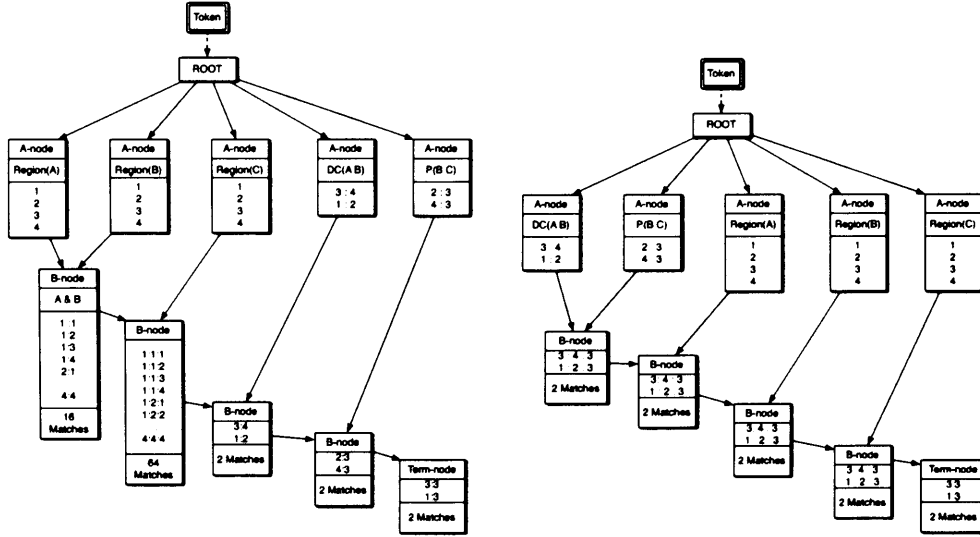 Token
ROOT
A-node
Region(A)
1
2
3
4
A-node
Region(B)
1
2
3
4
A-node
Region(C)
1
2
3
4
A-node
DC(A B)
3 : 4
1 : 2
A-node
P(B C)
2 : 3
4 : 3
B-node
A & B
1:1
1:2
1:3
1:4
2:1
4:4
16
Matches
B-node
1:1:1
1:1:2
1:1:3
1:1:4
1:2:1
1:2:2
4:4:4
64
Matches
B-node
3:4
1:2
2 Matches
B-node
2:3
4:3
2 Matches
Term-node
3:3
1:3
2 Matches
Token
ROOT
A-node
DC(A B)
3 4
1 : 2
A-node
P(B C)
2 3
4 3
A-node
Region(A)
1
2
3
4
A-node
Region(B)
1
2
3
4
A-node
Region(C)
1
2
3
4
B-node
3 4 3
1 2 3
2 Matches
B-node
3 4 3
1 2 3
2 Matches
B-node
3 4 3
1 2 3
2 Matches
B-node
3 4 3
1 2 3
2 Matches
Term-node
3:3
1:3
2 Matches